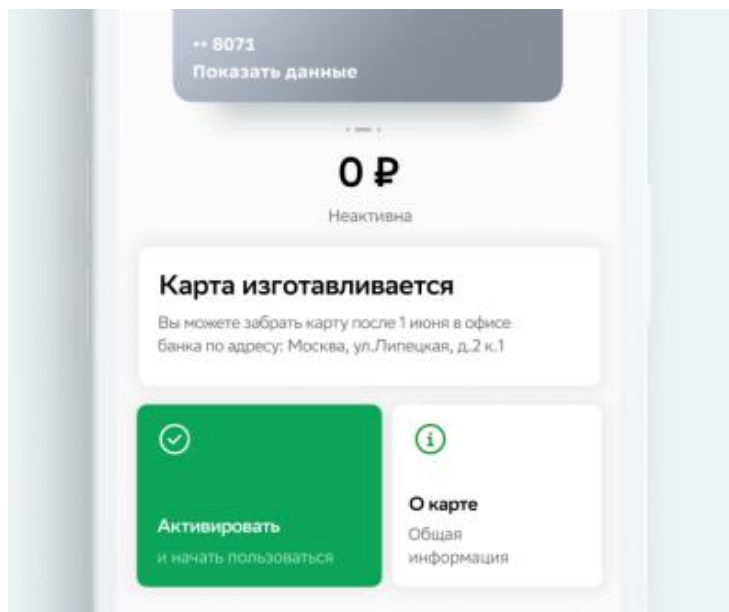 •• 8071
Показать данные
0 ₽
Неактивна
Карта изготавливается
Вы можете забрать карту после 1 июня в офисе
банка по адресу: Москва, ул.Липецкая, д.2 к.1
Активировать
и начать пользоваться
О карте
Общая
информация